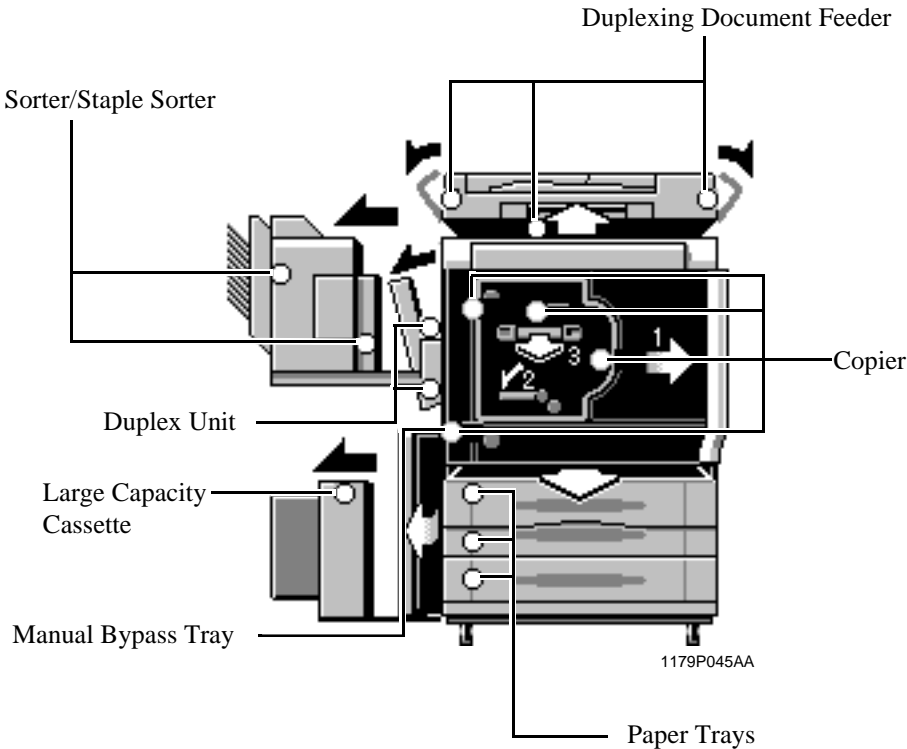 Duplexing Document Feeder
Sorter/Staple Sorter
1
3
2
Copier
Duplex Unit
Large Capacity
Cassette
Manual Bypass Tray
1179P045AA
Paper Trays